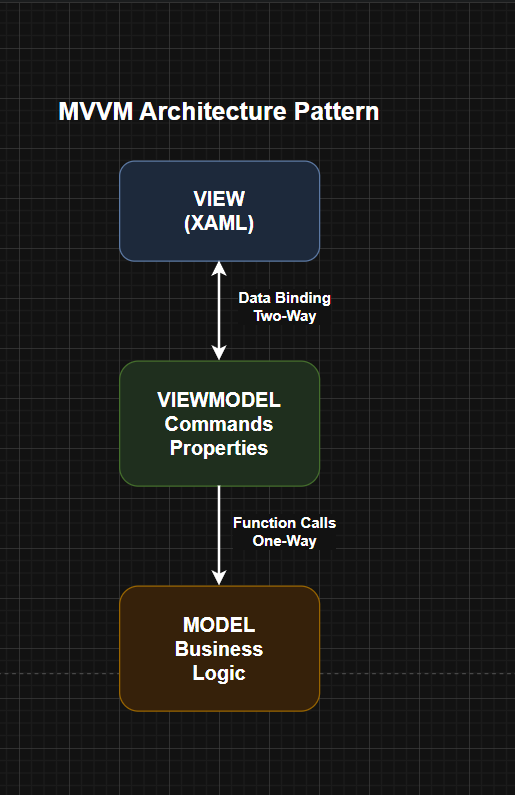 MVVM Architecture Pattern
VIEW
(XAML)
Data Binding
Two-Way
VIEWMODEL
Commands
Properties
Function Calls
One-Way
MODEL
Business
Logic